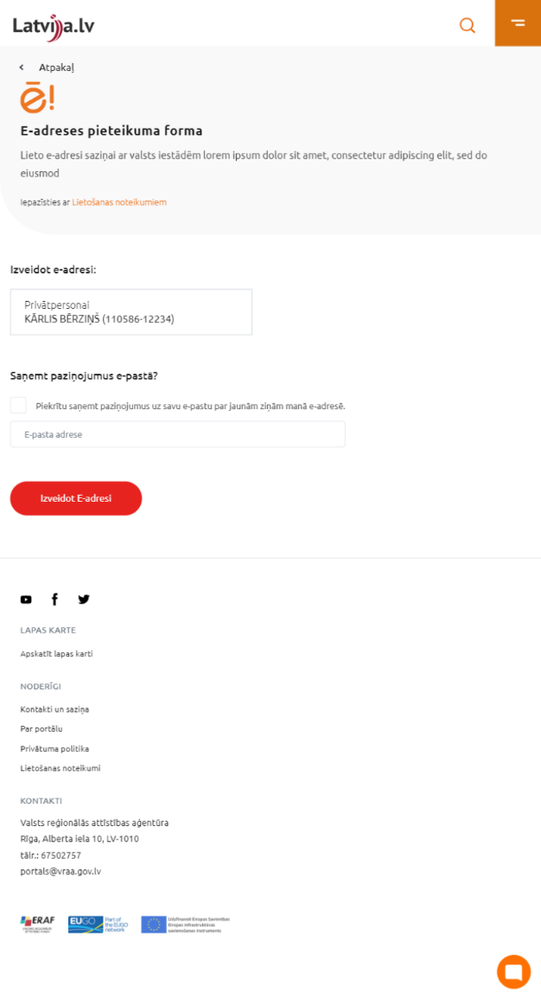 Latvija.lv
Atpakaļ
ē!
E-adreses pieteikuma forma
Lieto e-adresi saziņai ar valsts iestādēm lorem ipsum dolor sit amet, consectetur adipiscing elit, sed do
eiusmod
Iepazīsties ar Lietošanas noteikumiem
Izveidot e-adresi:
Privātpersonai
KĀRLIS BĒRZIŅŠ (110586-12234)
Saņemt paziņojumus e-pastā?
Piekrītu saņemt paziņojumus uz savu e-pastu par jaunām ziņām manā e-adresē.
E-pasta adrese
Izveidot E-adresi
LAPAS KARTE
Apskatīt lapas karti
NODERĪGI
Kontakti un saziņa
Par portālu
Privātuma politika
Lietošanas noteikumi
KONTAKTI
Valsts reģionālās attīstības aģentūra
Rīga, Alberta iela 10, LV-1010
tālr.: 67502757
portals@vraa.gov.lv
ERAF
EUGO Part of
the EUGO
network
Līdzfinansē Eiropas Savienības
Eiropas infrastruktūras
savienošanas instruments